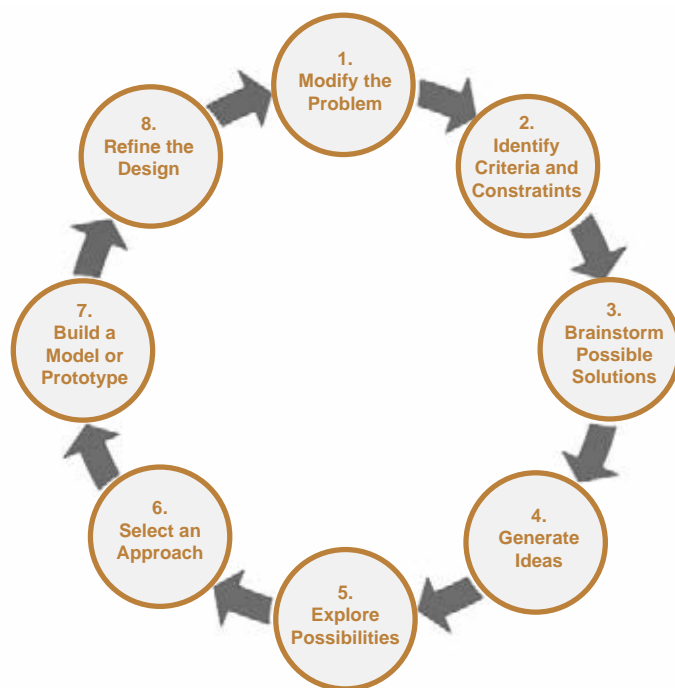 1.
Modify the
Problem
2.
Identify
Criteria and
Constratints
3.
Brainstorm
Possible
Solutions
4.
Generate
Ideas
5.
Explore
Possibilities
6.
Select an
Approach
7.
Build a
Model or
Prototype
8.
Refine the
Design